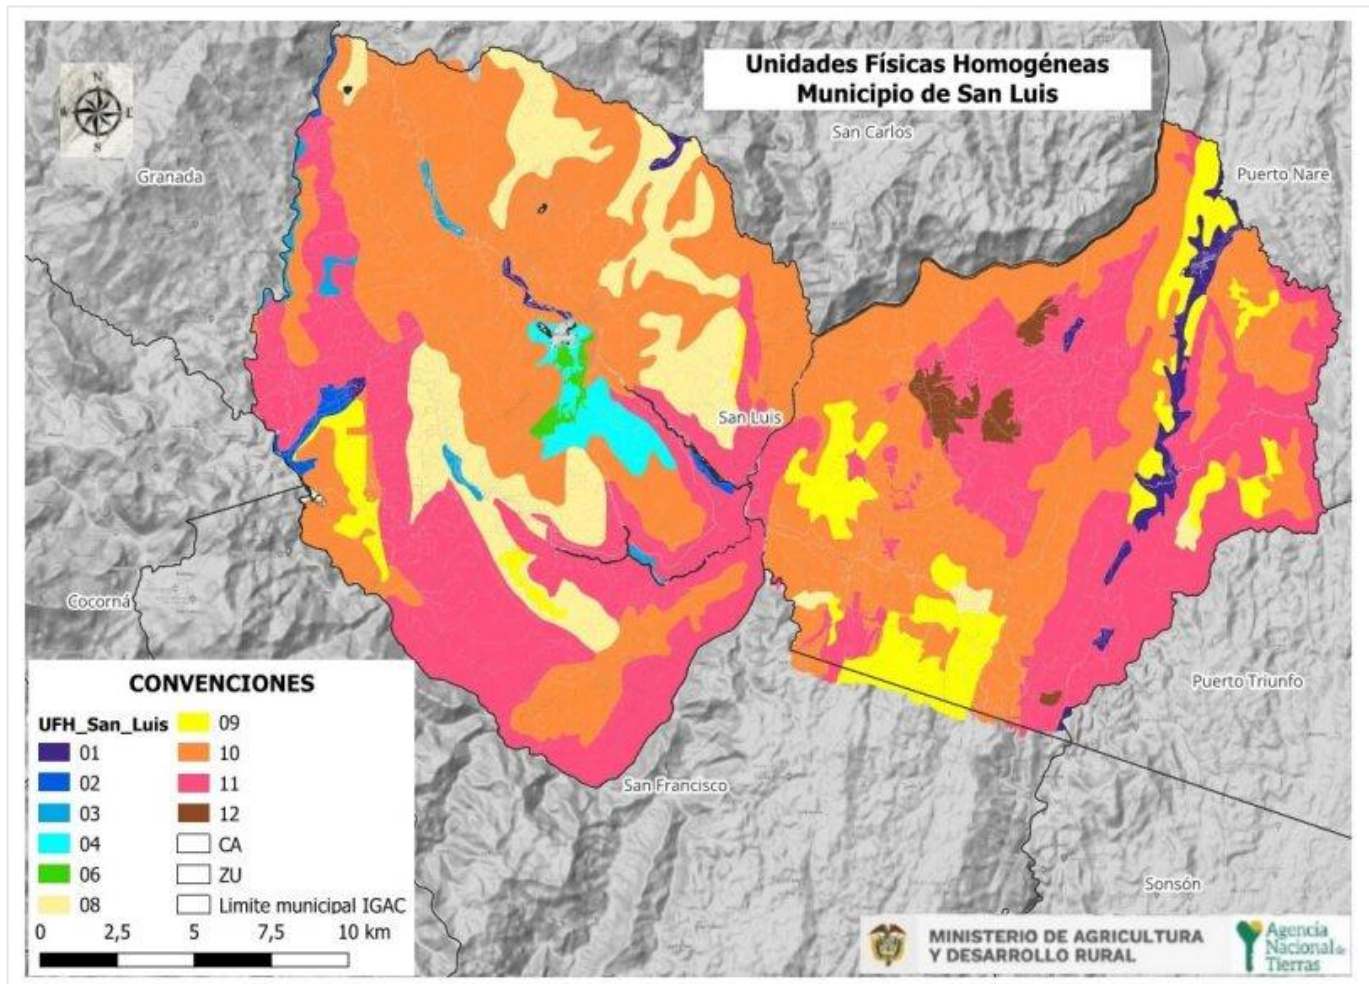 Unidades Físicas Homogéneas
Municipio de San Luis
N
W
E
S
San Carlos
Granada
Puerto Nare
San Luis
Cocorná
Puerto Triunfo
San Francisco
Sonsón
CONVENCIONES
UFH_San_Luis
01
02
03
04
06
08
09
10
11
12
CA
ZU
Limite municipal IGAC
0 2,5 5 7,5 10 km
MINISTERIO DE AGRICULTURA
Y DESARROLLO RURAL
Agencia
Nacional de
Tierras